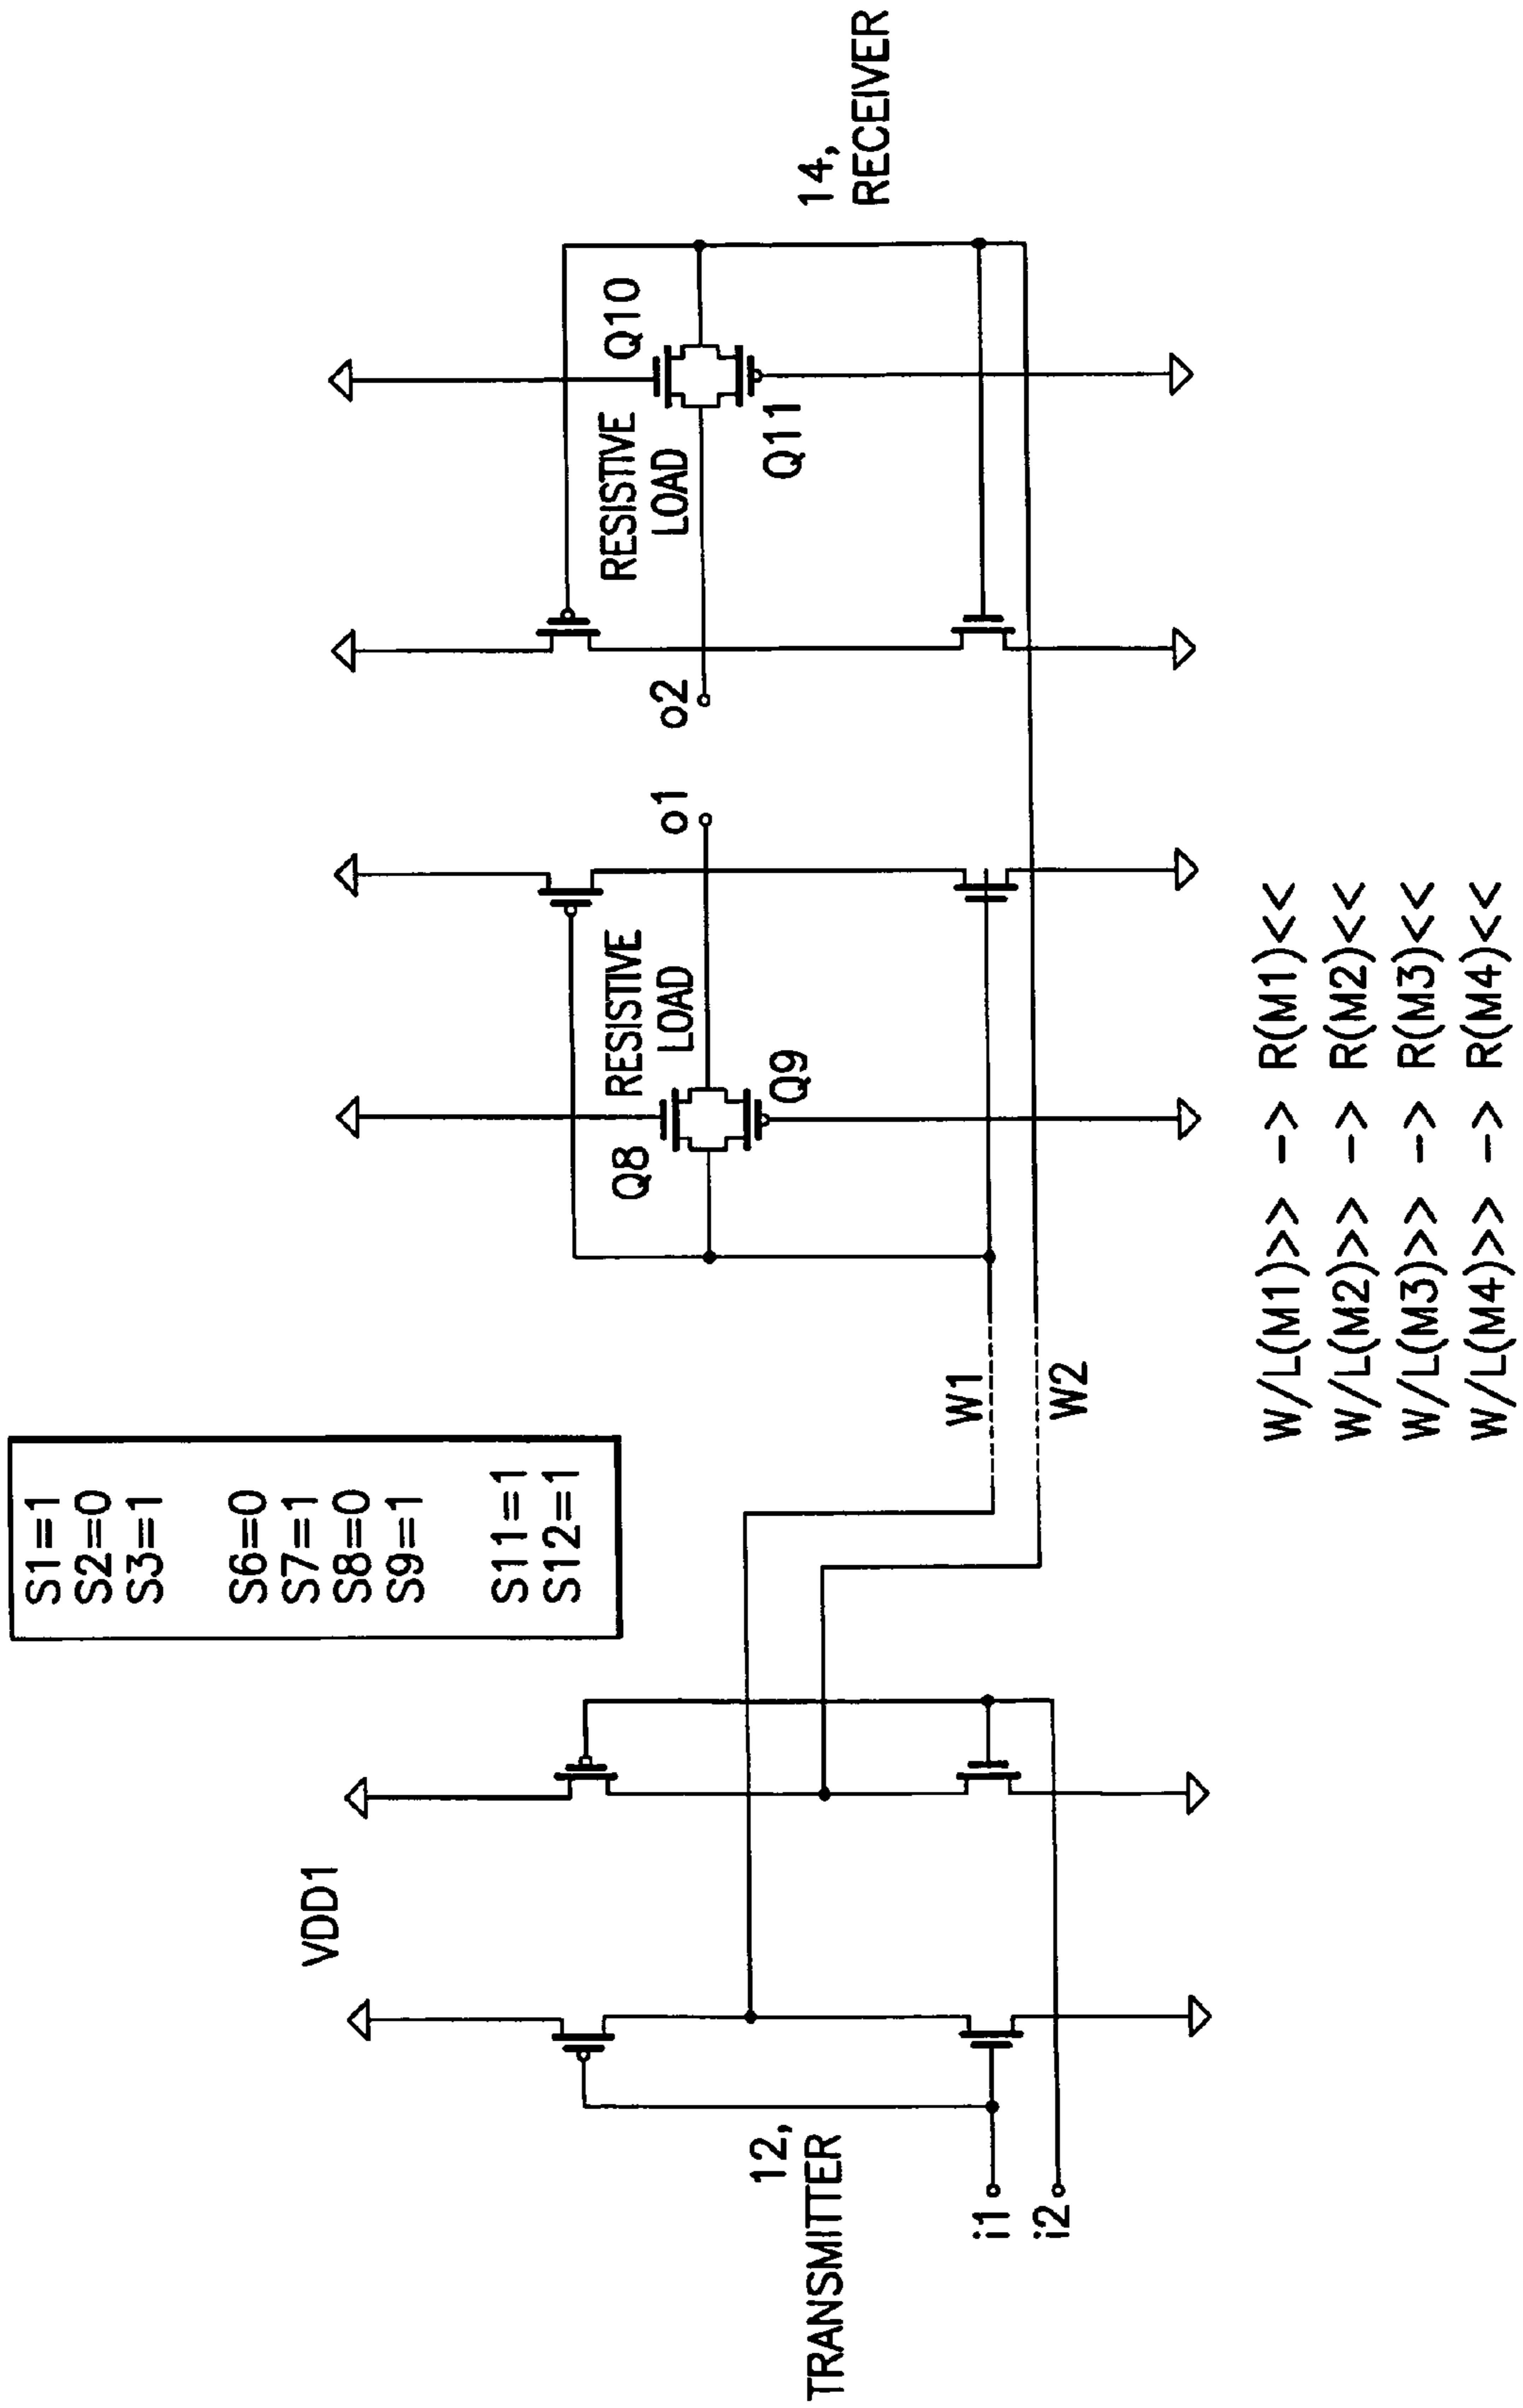 S1=1
S2=0
S3=1
S6=0
S7=1
S8=0
S9=1
S11=1
S12=1
VDD1
12,
TRANSMITTER
i1
i2
W1
W2
Q8
Q9
RESISTIVE
LOAD
o1
o2
RESISTIVE
LOAD
Q10
Q11
14,
RECEIVER
W/L(M1)>> -> R(M1)<<
W/L(M2)>> -> R(M2)<<
W/L(M3)>> -> R(M3)<<
W/L(M4)>> -> R(M4)<<